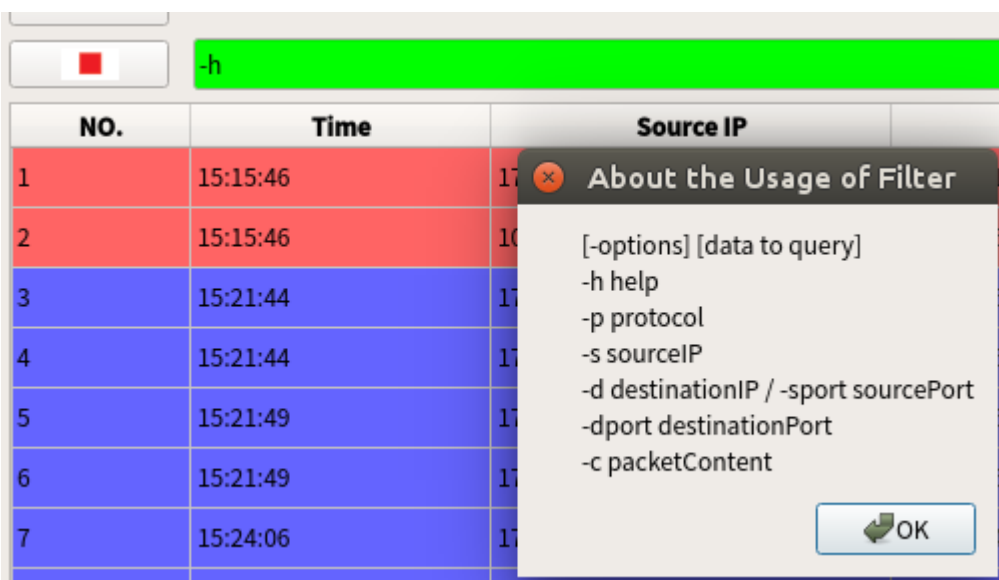 -h
NO. Time Source IP
1 15:15:46
2 15:15:46
3 15:21:44
4 15:21:44
5 15:21:49
6 15:21:49
7 15:24:06
About the Usage of Filter
[-options] [data to query]
-h help
-p protocol
-s sourceIP
-d destinationIP / -sport sourcePort
-dport destinationPort
-c packetContent
OK